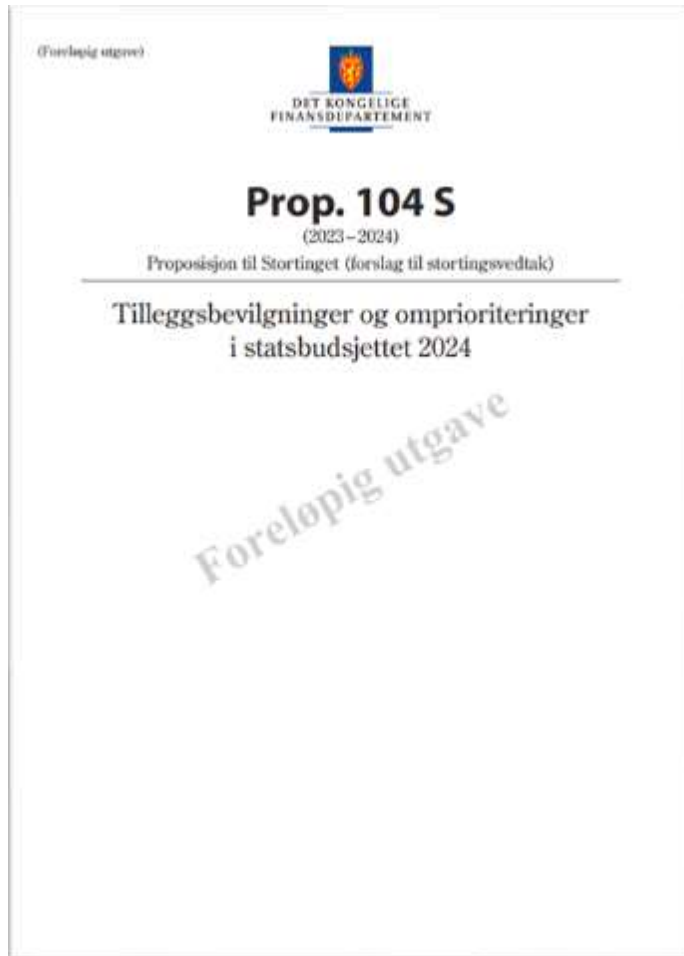 (Foreløpig utgave)
DET KONGELIGE
FINANSDEPARTEMENT
Prop. 104 S
(2023–2024)
Proposisjon til Stortinget (forslag til stortingsvedtak)
Tilleggsbevilgninger og omprioriteringer
i statsbudsjettet 2024
Foreløpig utgave